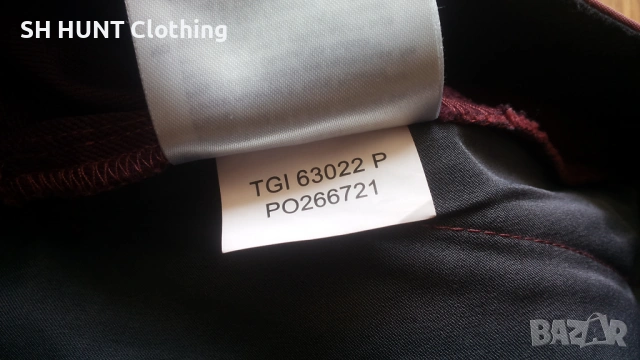 SH HUNT Clothing
TGI 63022 P
PO266721
BAZAR